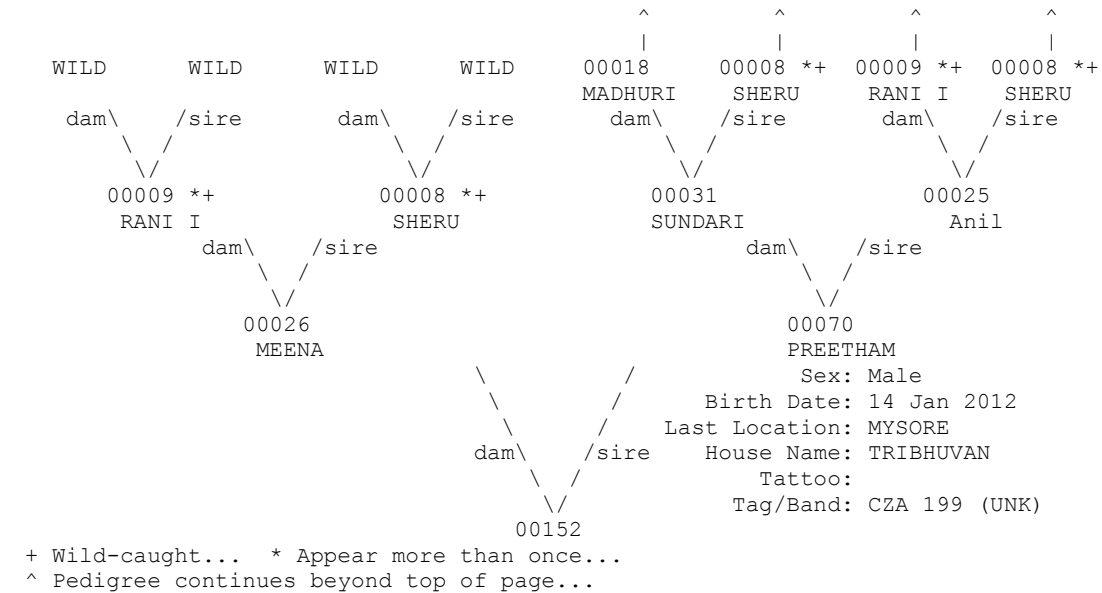 ^ ^ ^ ^
| | | |
WILD WILD WILD WILD 00018 00008 *+ 00009 *+ 00008 *+
MADHURI SHERU RANI I SHERU
dam\ /sire dam\ /sire dam\ /sire dam\ /sire
\ / \ / \ / \ /
\/ \/ \/ \/
00009 *+ 00008 *+ 00031 00025
RANI I SHERU SUNDARI Anil
dam\ /sire dam\ /sire
\ / \ /
\/ \/
00026 00070
MEENA PREETHAM
\ / Sex: Male
\ / Birth Date: 14 Jan 2012
\ / Last Location: MYSORE
dam\ /sire House Name: TRIBHUVAN
\ / Tattoo:
\/ Tag/Band: CZA 199 (UNK)
00152
+ Wild-caught... * Appear more than once...
^ Pedigree continues beyond top of page...